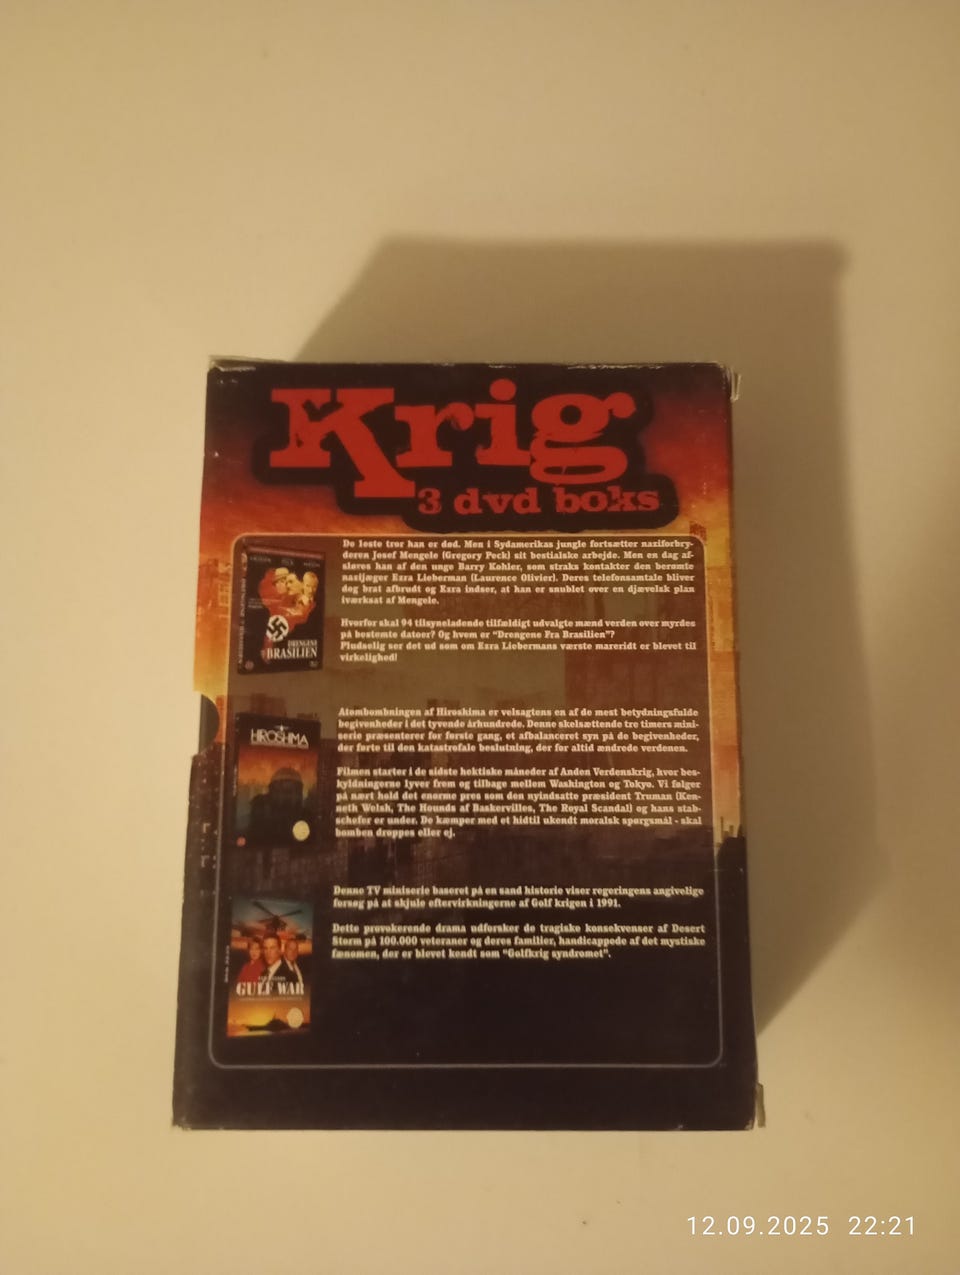 Krig
3 dvd boks
De leste tror han er død. Men i Sydamerikas jungle fortsætter naziforbry-
deren Josef Mengele (Gregory Peck) sit bestialske arbejde. Men en dag af-
sløves han af den unge Barry Kohler, som straks kontakter den berømte
nazijæger Ezra Lieberman (Laurence Olivier). Deres telefonsamtale bliver
dog brat afbrudt og Ezra indser, at han er snublet over en djævelsk plan
iværksat af Mengele.
Hvorfor skal 94 tilsyneladende tilfældigt udvalgte mænd verden over myrdes
på bestemte datoer? Og hvem er "Drengene Fra Brasilien"?
Pludselig ser det ud som om Ezra Liebermans værste mareridt er blevet til
virkelighed!
DRENGENE
BRASILIEN
Atombombningen af Hiroshima er velsagtens en af de mest betydningsfulde
begivenheder i det tyvende århundrede. Denne skelsættende tre timers mini-
serie præsenterer for første gang, et afbalanceret syn på de begivenheder,
der førte til den katastrofale beslutning, der for altid ændrede verdenen.
Filmen starter i de sidste hektiske måneder af Anden Verdenskrig, hvor bes-
kyldningerne lyver frem og tilbage mellem Washington og Tokyo. Vi følger
på nært hold det enorme pres som den nyindsatte præsident Truman (Ken-
neth Welsh, The Hounds af Baskervilles, The Royal Scandal) og hans stab-
schefer er under. De kæmper med et hidtil ukendt moralsk spørgsmål - skal
bomben droppes eller ej.
HIROSHIMA
Denne TV miniserie baseret på en sand historie viser regeringens angivelige
forsøg på at skjule eftervirkningerne af Golf krigen i 1991.
Dette provokerende drama udforsker de tragiske konsekvenser af Desert
Storm på 100.000 veteraner og deres familier, handicappede af det mystiske
fænomen, der er blevet kendt som "Golfkrig syndromet".
GULF WAR
12.09.2025 22:21